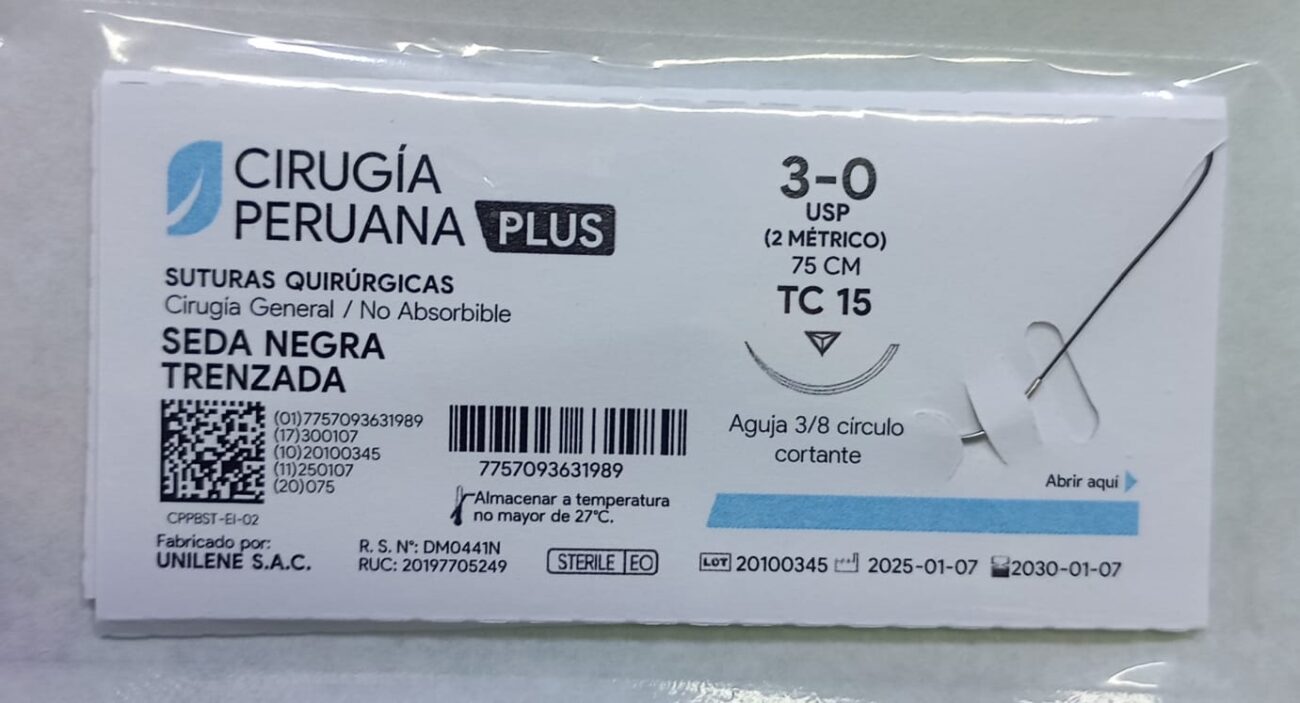 CIRUGÍA
PERUANA PLUS
SUTURAS QUIRÚRGICAS
Cirugía General / No Absorbible
SEDA NEGRA
TRENZADA
(01)7757093631989
(17)300107
(10)20100345
(11)250107
(20)075
CPPBST-EI-02
7757093631989
Almacenar a temperatura
no mayor de 27°C.
Fabricado por:
UNILENE S.A.C.
R. S. N°: DM0441N
RUC: 20197705249
STERILE EO
3-0
USP
(2 MÉTRICO)
75 CM
TC 15
Aguja 3/8 círculo
cortante
Abrir aquí
LOT 20100345 2025-01-07 2030-01-07